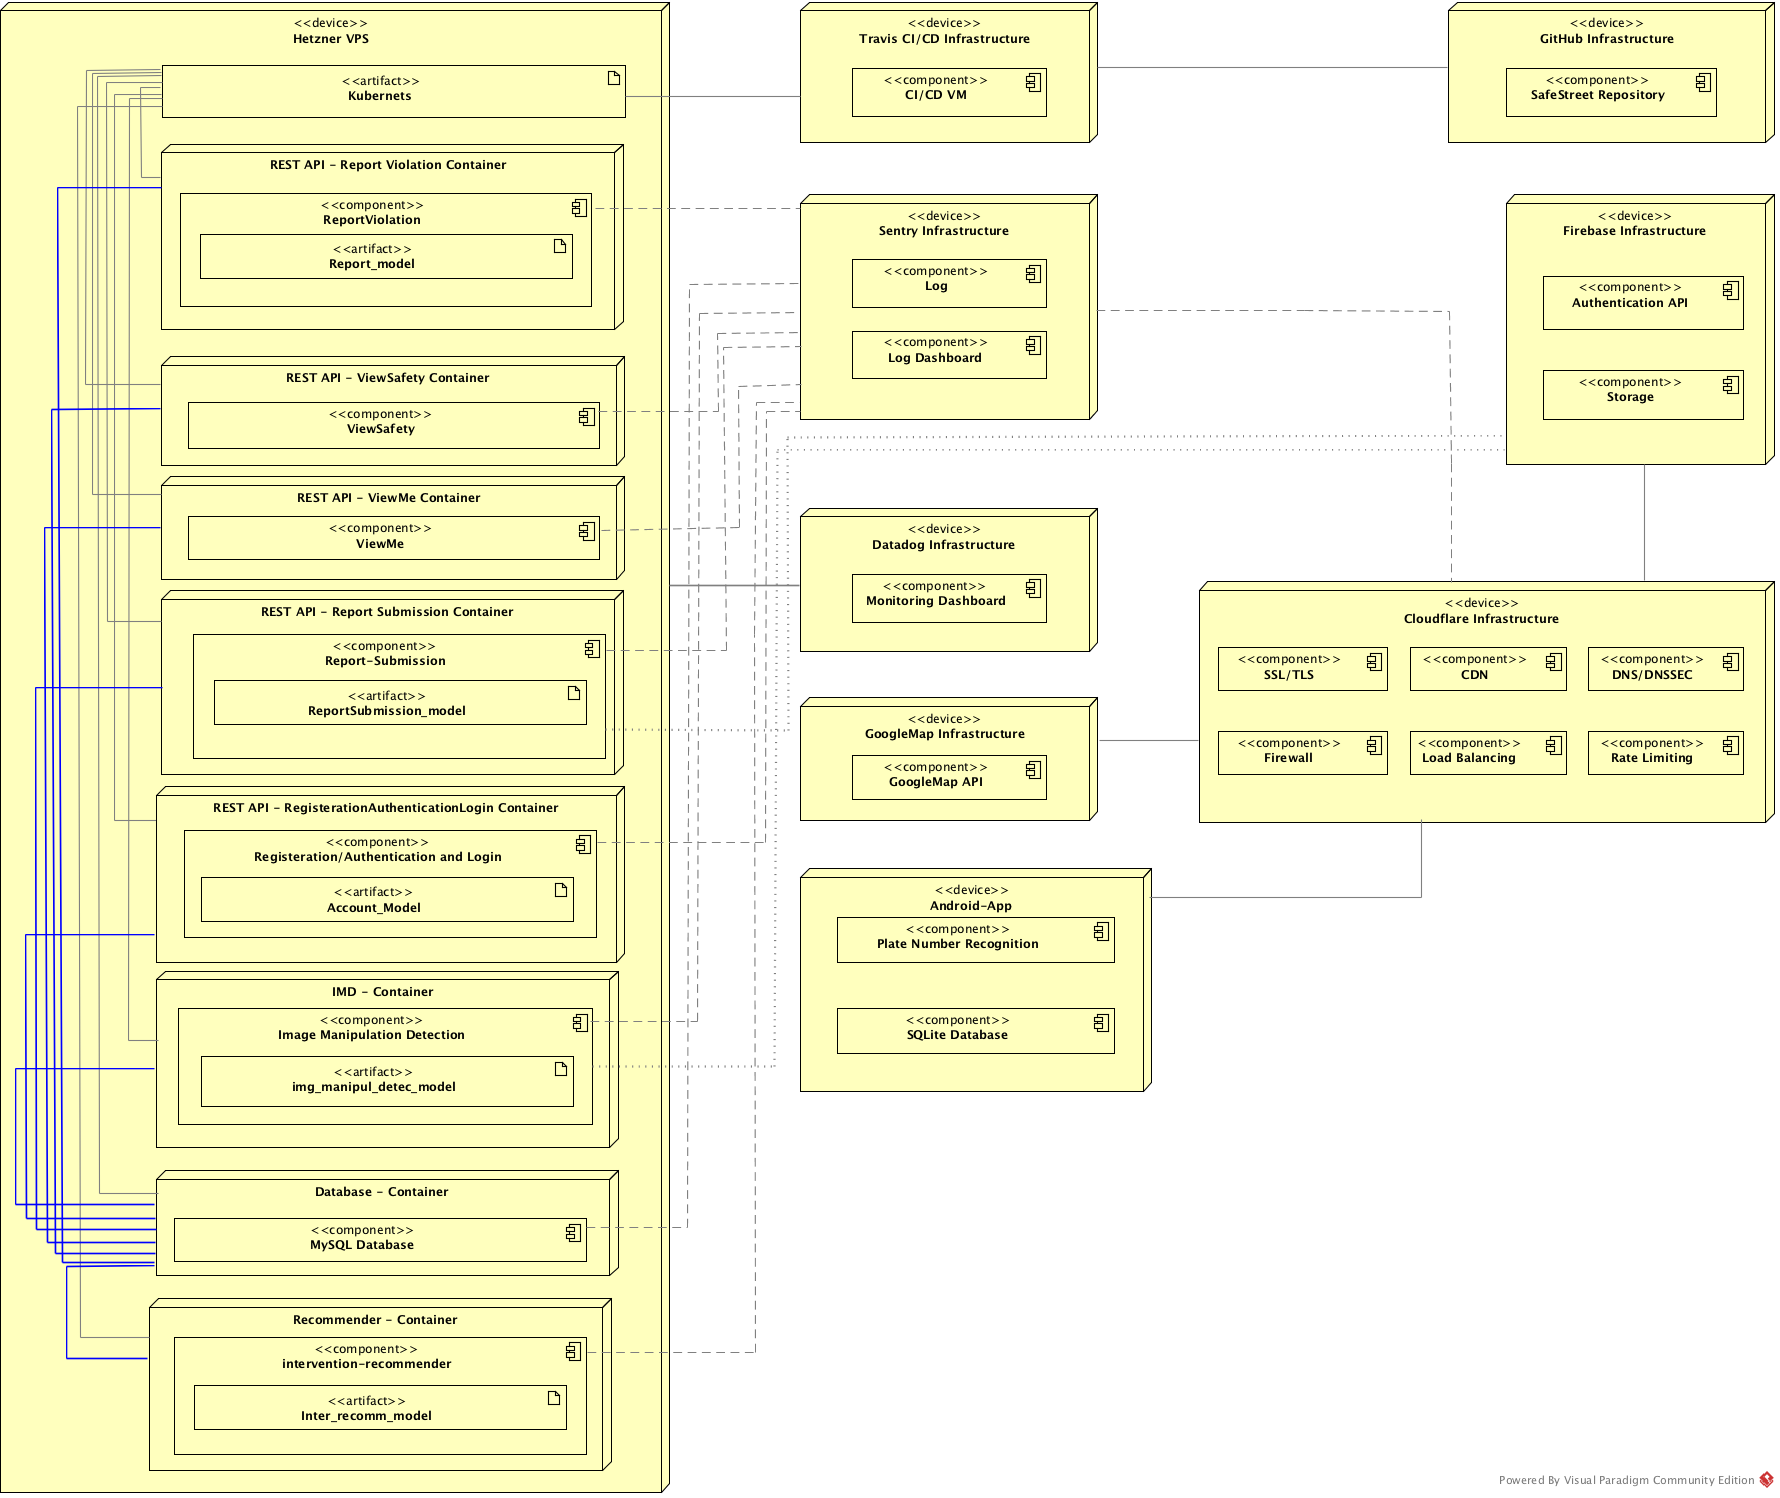 <<device>>
Hetzner VPS
<<artifact>>
Kubernets
REST API - Report Violation Container
<<component>>
ReportViolation
<<artifact>>
Report_model
REST API - ViewSafety Container
<<component>>
ViewSafety
REST API - ViewMe Container
<<component>>
ViewMe
REST API - Report Submission Container
<<component>>
Report-Submission
<<artifact>>
ReportSubmission_model
REST API - RegisterationAuthenticationLogin Container
<<component>>
Registeration/Authentication and Login
<<artifact>>
Account_Model
IMD - Container
<<component>>
Image Manipulation Detection
<<artifact>>
img_manipul_detec_model
Database - Container
<<component>>
MySQL Database
Recommender - Container
<<component>>
intervention-recommender
<<artifact>>
Inter_recomm_model
<<device>>
Travis CI/CD Infrastructure
<<component>>
CI/CD VM
<<device>>
GitHub Infrastructure
<<component>>
SafeStreet Repository
<<device>>
Sentry Infrastructure
<<component>>
Log
<<component>>
Log Dashboard
<<device>>
Firebase Infrastructure
<<component>>
Authentication API
<<component>>
Storage
<<device>>
Datadog Infrastructure
<<component>>
Monitoring Dashboard
<<device>>
Cloudflare Infrastructure
<<component>>
SSL/TLS
<<component>>
CDN
<<component>>
DNS/DNSSEC
<<component>>
Firewall
<<component>>
Load Balancing
<<component>>
Rate Limiting
<<device>>
GoogleMap Infrastructure
<<component>>
GoogleMap API
<<device>>
Android-App
<<component>>
Plate Number Recognition
<<component>>
SQLite Database
Powered By Visual Paradigm Community Edition